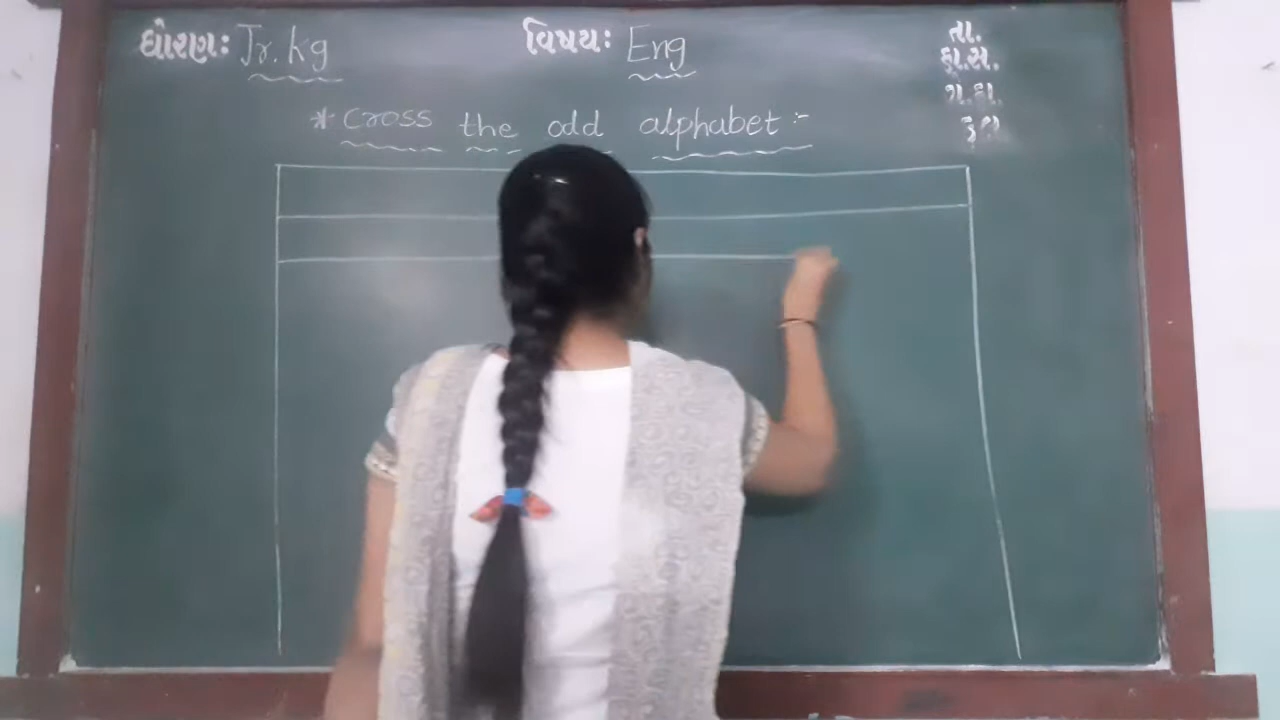 ધોરણઃ Jr.kg વિષયઃ Eng
તા.
ફા.સ.
* Cross the odd alphabet :-